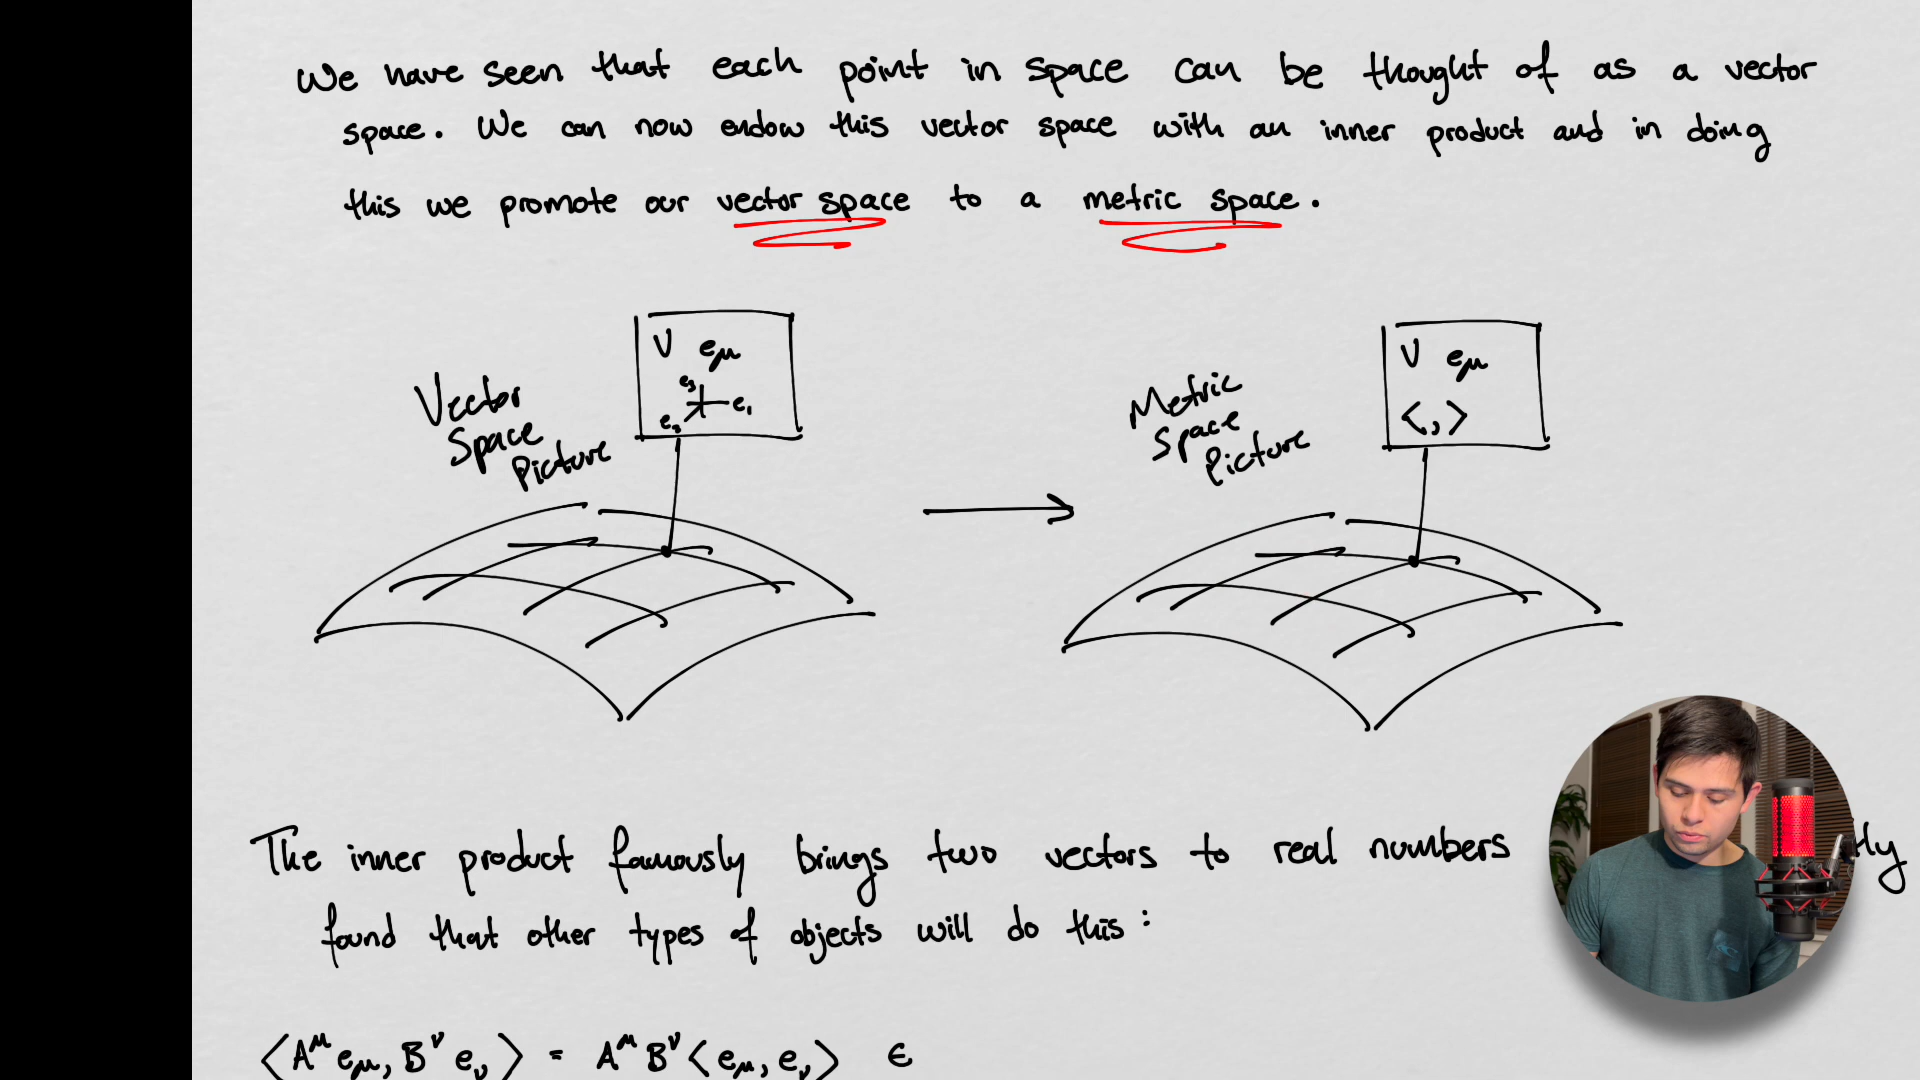 We have seen that each point in space can be thought of as a vector
space. We can now endow this vector space with an inner product and in doing
this we promote our vector space to a metric space.
V eμ
e₃
e₁
e₂
Vector
Space
Picture
V eμ
⟨,⟩
Metric
Space
Picture
The inner product famously brings two vectors to real numbers
found that other types of objects will do this:
⟨A^μ e_μ, B^ν e_ν⟩ = A^μ B^ν ⟨e_μ, e_ν⟩ ∈